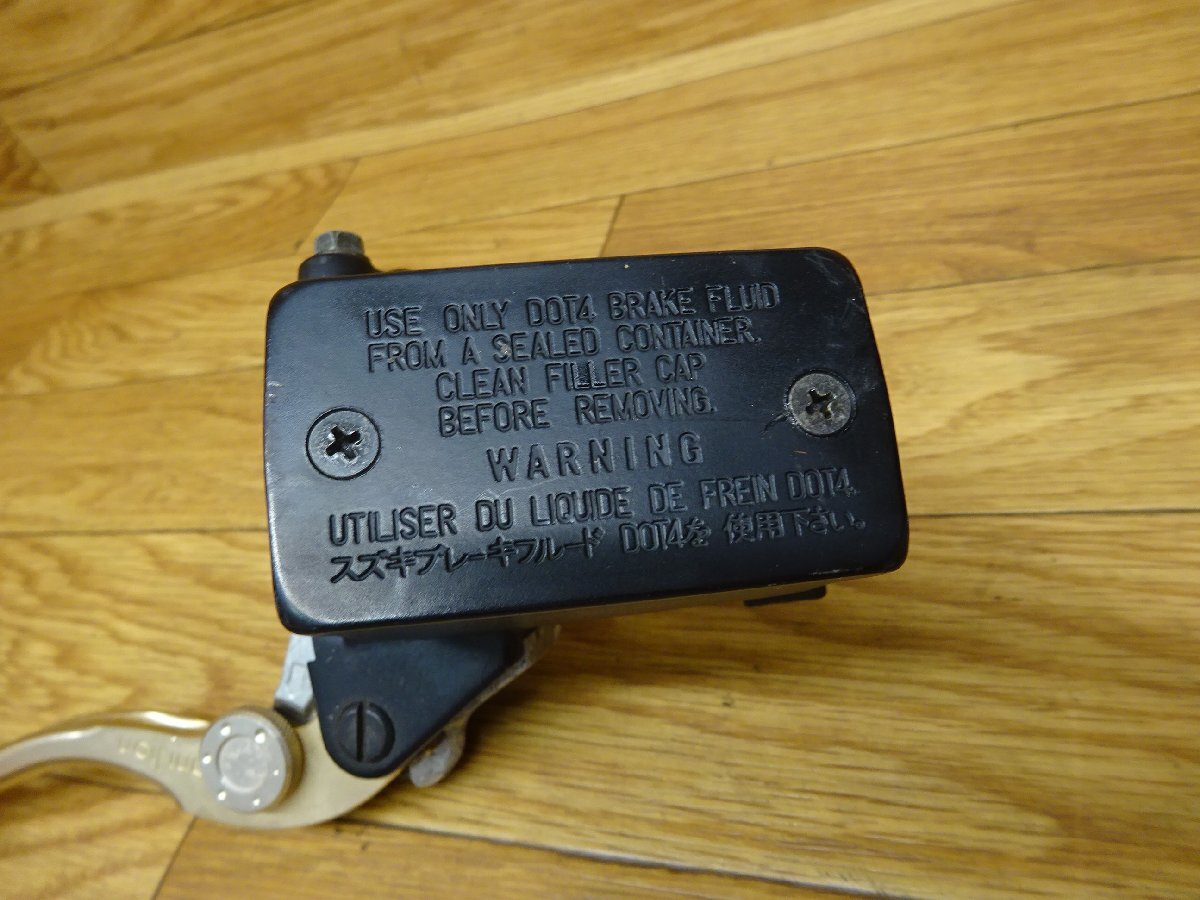 USE ONLY DOT4 BRAKE FLUID
FROM A SEALED CONTAINER.
CLEAN FILLER CAP
BEFORE REMOVING.
WARNING
UTILISER DU LIQUIDE DE FREIN DOT4.
スズキブレーキフルード DOT4を 使用下さい。